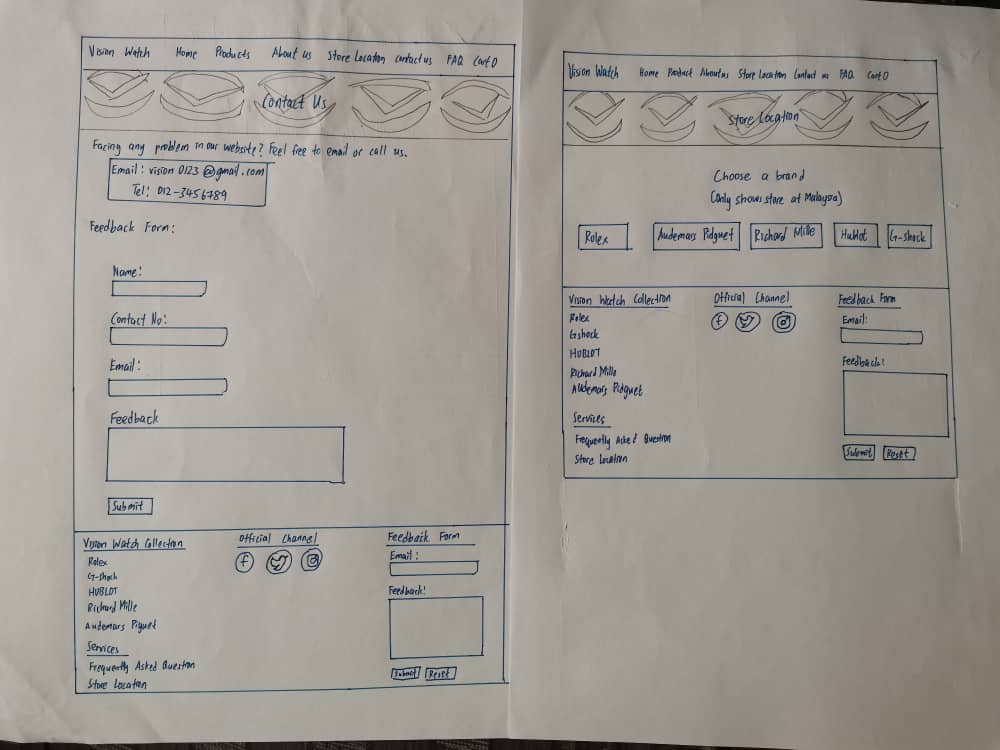 Vision Watch Home Products About us Store Location contact us FAQ Cart 0
Contact Us
Facing any problem in our website? Feel free to email or call us.
Email: vision 0123 @gmail.com
Tel: 012-3456789
Feedback Form:
Name:
Contact No:
Email:
Feedback
Submit
Vision Watch Collection
Rolex
G-shock
HUBLOT
Richard Mille
Audemars Piguet
Services
Frequently Asked Question
Store Location
Official Channel
f
Feedback Form
Email:
Feedback:
Submit Reset
Vision Watch Home Product About us Store Location Contact us FAQ Cart 0
Store Location
Choose a brand
(Only shows store at Malaysia)
Rolex Audemars Pidguet Richard Mille Hublot G-shock
Vision Watch Collection
Rolex
Gshock
HUBLOT
Richard Mille
Audemars Pidguet
Services
Frequently Asked Question
Store Location
Official Channel
f
Feedback Form
Email:
Feedback:
Submit Reset